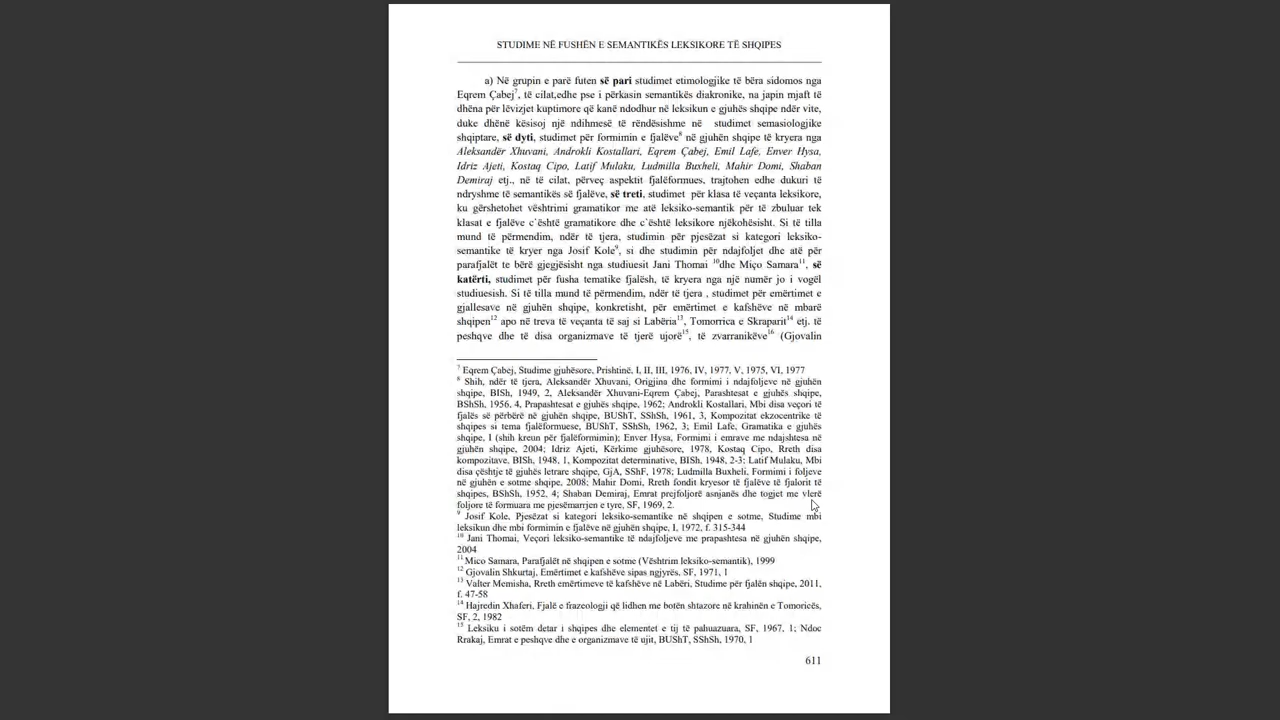 STUDIME NË FUSHËN E SEMANTIKËS LEKSIKORE TË SHQIPES
a) Në grupin e parë futen së pari studimet etimologjike të bëra sidomos nga
Eqrem Çabej7, të cilat,edhe pse i përkasin semantikës diakronike, na japin mjaft të
dhëna për lëvizjet kuptimore që kanë ndodhur në leksikun e gjuhës shqipe ndër vite,
duke dhënë kësisoj një ndihmesë të rëndësishme në studimet semasiologjike
shqiptare, së dyti, studimet për formimin e fjalëve8 në gjuhën shqipe të kryera nga
Aleksandër Xhuvani, Androkli Kostallari, Eqrem Çabej, Emil Lafe, Enver Hysa,
Idriz Ajeti, Kostaq Cipo, Latif Mulaku, Ludmilla Buxheli, Mahir Domi, Shaban
Demiraj etj., në të cilat, përveç aspektit fjalëformues, trajtohen edhe dukuri të
ndryshme të semantikës së fjalëve, së treti, studimet për klasa të veçanta leksikore,
ku gërshetohet vështrimi gramatikor me atë leksiko-semantik për të zbuluar tek
klasat e fjalëve c`është gramatikore dhe c`është leksikore njëkohësisht. Si të tilla
mund të përmendim, ndër të tjera, studimin për pjesëzat si kategori leksiko-
semantike të kryer nga Josif Kole9, si dhe studimin për ndajfoljet dhe atë për
parafjalët te bërë gjegjësisht nga studiuesit Jani Thomai 10dhe Miço Samara11, së
katërti, studimet për fusha tematike fjalësh, të kryera nga një numër jo i vogël
studiuesish. Si të tilla mund të përmendim, ndër të tjera , studimet për emërtimet e
gjallesave në gjuhën shqipe, konkretisht, për emërtimet e kafshëve në mbarë
shqipen12 apo në treva të veçanta të saj si Labëria13, Tomorrica e Skraparit14 etj. të
peshqve dhe të disa organizmave të tjerë ujorë15, të zvarranikëve16 (Gjovalin
7 Eqrem Çabej, Studime gjuhësore, Prishtinë, I, II, III, 1976, IV, 1977, V, 1975, VI, 1977
8 Shih, ndër të tjera, Aleksandër Xhuvani, Origjina dhe formimi i ndajfoljeve në gjuhën
shqipe, BISh, 1949, 2, Aleksandër Xhuvani-Eqrem Çabej, Parashtesat e gjuhës shqipe,
BShSh, 1956, 4, Prapashtesat e gjuhës shqipe, 1962; Androkli Kostallari, Mbi disa veçori të
fjalës së përbërë në gjuhën shqipe, BUShT, SShSh, 1961, 3, Kompozitat ekzocentrike të
shqipes si tema fjalëformuese, BUShT, SShSh, 1962, 3; Emil Lafe, Gramatika e gjuhës
shqipe, I (shih kreun për fjalëformimin); Enver Hysa, Formimi i emrave me ndajshtesa në
gjuhën shqipe, 2004; Idriz Ajeti, Kërkime gjuhësore, 1978, Kostaq Cipo, Rreth disa
kompozitave, BISh, 1948, 1, Kompozitat determinative, BISh, 1948, 2-3; Latif Mulaku, Mbi
disa çështje të gjuhës letrare shqipe, GjA, SShF, 1978; Ludmilla Buxheli, Formimi i foljeve
në gjuhën e sotme shqipe, 2008; Mahir Domi, Rreth fondit kryesor të fjalëve të fjalorit të
shqipes, BShSh, 1952, 4; Shaban Demiraj, Emrat prejfoljorë asnjanës dhe togjet me vlerë
foljore të formuara me pjesëmarrjen e tyre, SF, 1969, 2.
9 Josif Kole, Pjesëzat si kategori leksiko-semantike në shqipen e sotme, Studime mbi
leksikun dhe mbi formimin e fjalëve në gjuhën shqipe, I, 1972, f. 315-344
10 Jani Thomai, Veçori leksiko-semantike të ndajfoljeve me prapashtesa në gjuhën shqipe,
2004
11 Mico Samara, Parafjalët në shqipen e sotme (Vështrim leksiko-semantik), 1999
12 Gjovalin Shkurtaj, Emërtimet e kafshëve sipas ngjyrës, SF, 1971, 1
13 Valter Memisha, Rreth emërtimeve të kafshëve në Labëri, Studime për fjalën shqipe, 2011,
f. 47-58
14 Hajredin Xhaferi, Fjalë e frazeologji që lidhen me botën shtazore në krahinën e Tomoricës,
SF, 2, 1982
15 Leksiku i sotëm detar i shqipes dhe elementet e tij të pahuazuara, SF, 1967, 1; Ndoc
Rrakaj, Emrat e peshqve dhe e organizmave të ujit, BUShT, SShSh, 1970, 1
611